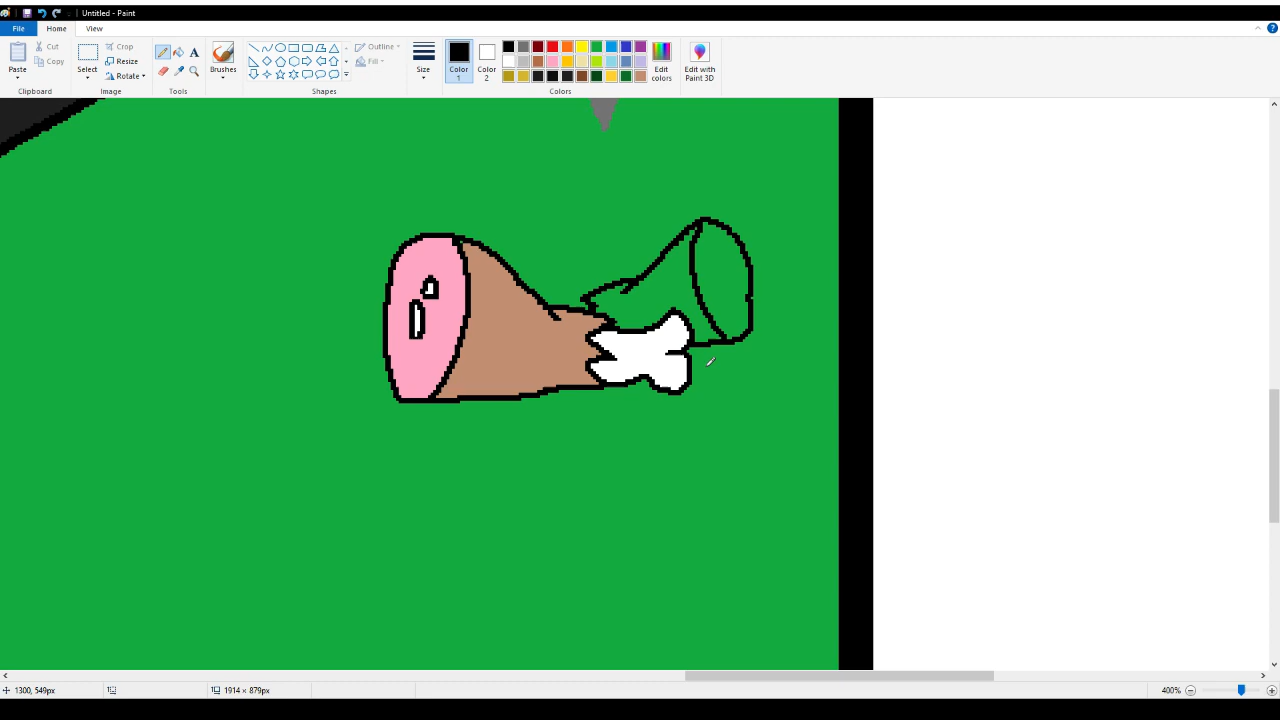 Untitled - Paint
File Home View
Paste Cut Copy Select Crop Resize Rotate Brushes Outline Fill Size Color 1 Color 2 Edit colors Edit with Paint 3D
Clipboard Image Tools Shapes Colors
1300, 549px 1914 × 879px 400%